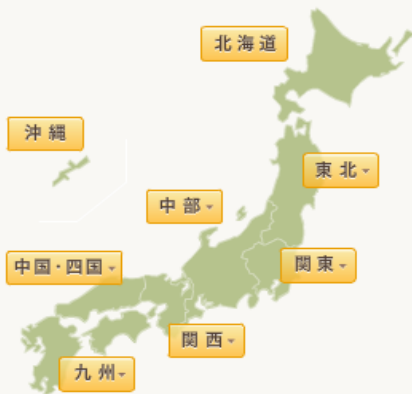 北海道
沖縄
東北
中部
関東
中国・四国
関西
九州